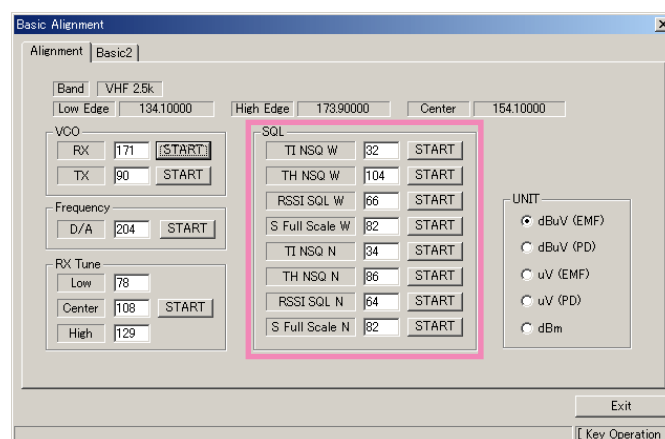 Basic Alignment
Alignment Basic2
Band VHF 2.5k
Low Edge 134.10000 High Edge 173.90000 Center 154.10000
VCO
RX 171 START
TX 90 START
Frequency
D/A 204 START
RX Tune
Low 78
Center 108 START
High 129
SQL
TI NSQ W 32 START
TH NSQ W 104 START
RSSI SQL W 66 START
S Full Scale W 82 START
TI NSQ N 34 START
TH NSQ N 86 START
RSSI SQL N 64 START
S Full Scale N 82 START
UNIT
dBuV (EMF)
dBuV (PD)
uV (EMF)
uV (PD)
dBm
Exit
[ Key Operation